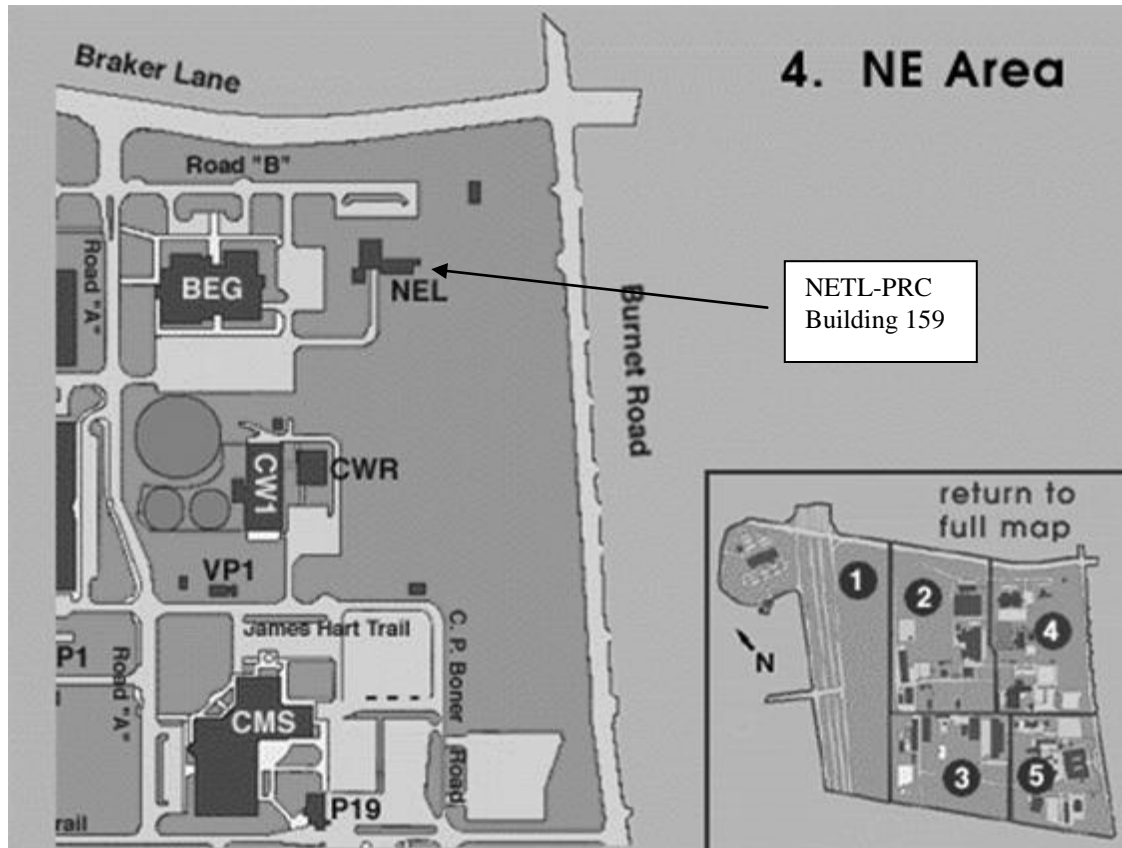 4. NE Area
Braker Lane
Road "B"
Road "A"
BEG
NEL
NETL-PRC
Building 159
Burnet Road
CW1
CWR
VP1
James Hart Trail
C. P. Boner
Road
P1
Road "A"
CMS
P19
rail
return to
full map
1
2
4
N
3
5